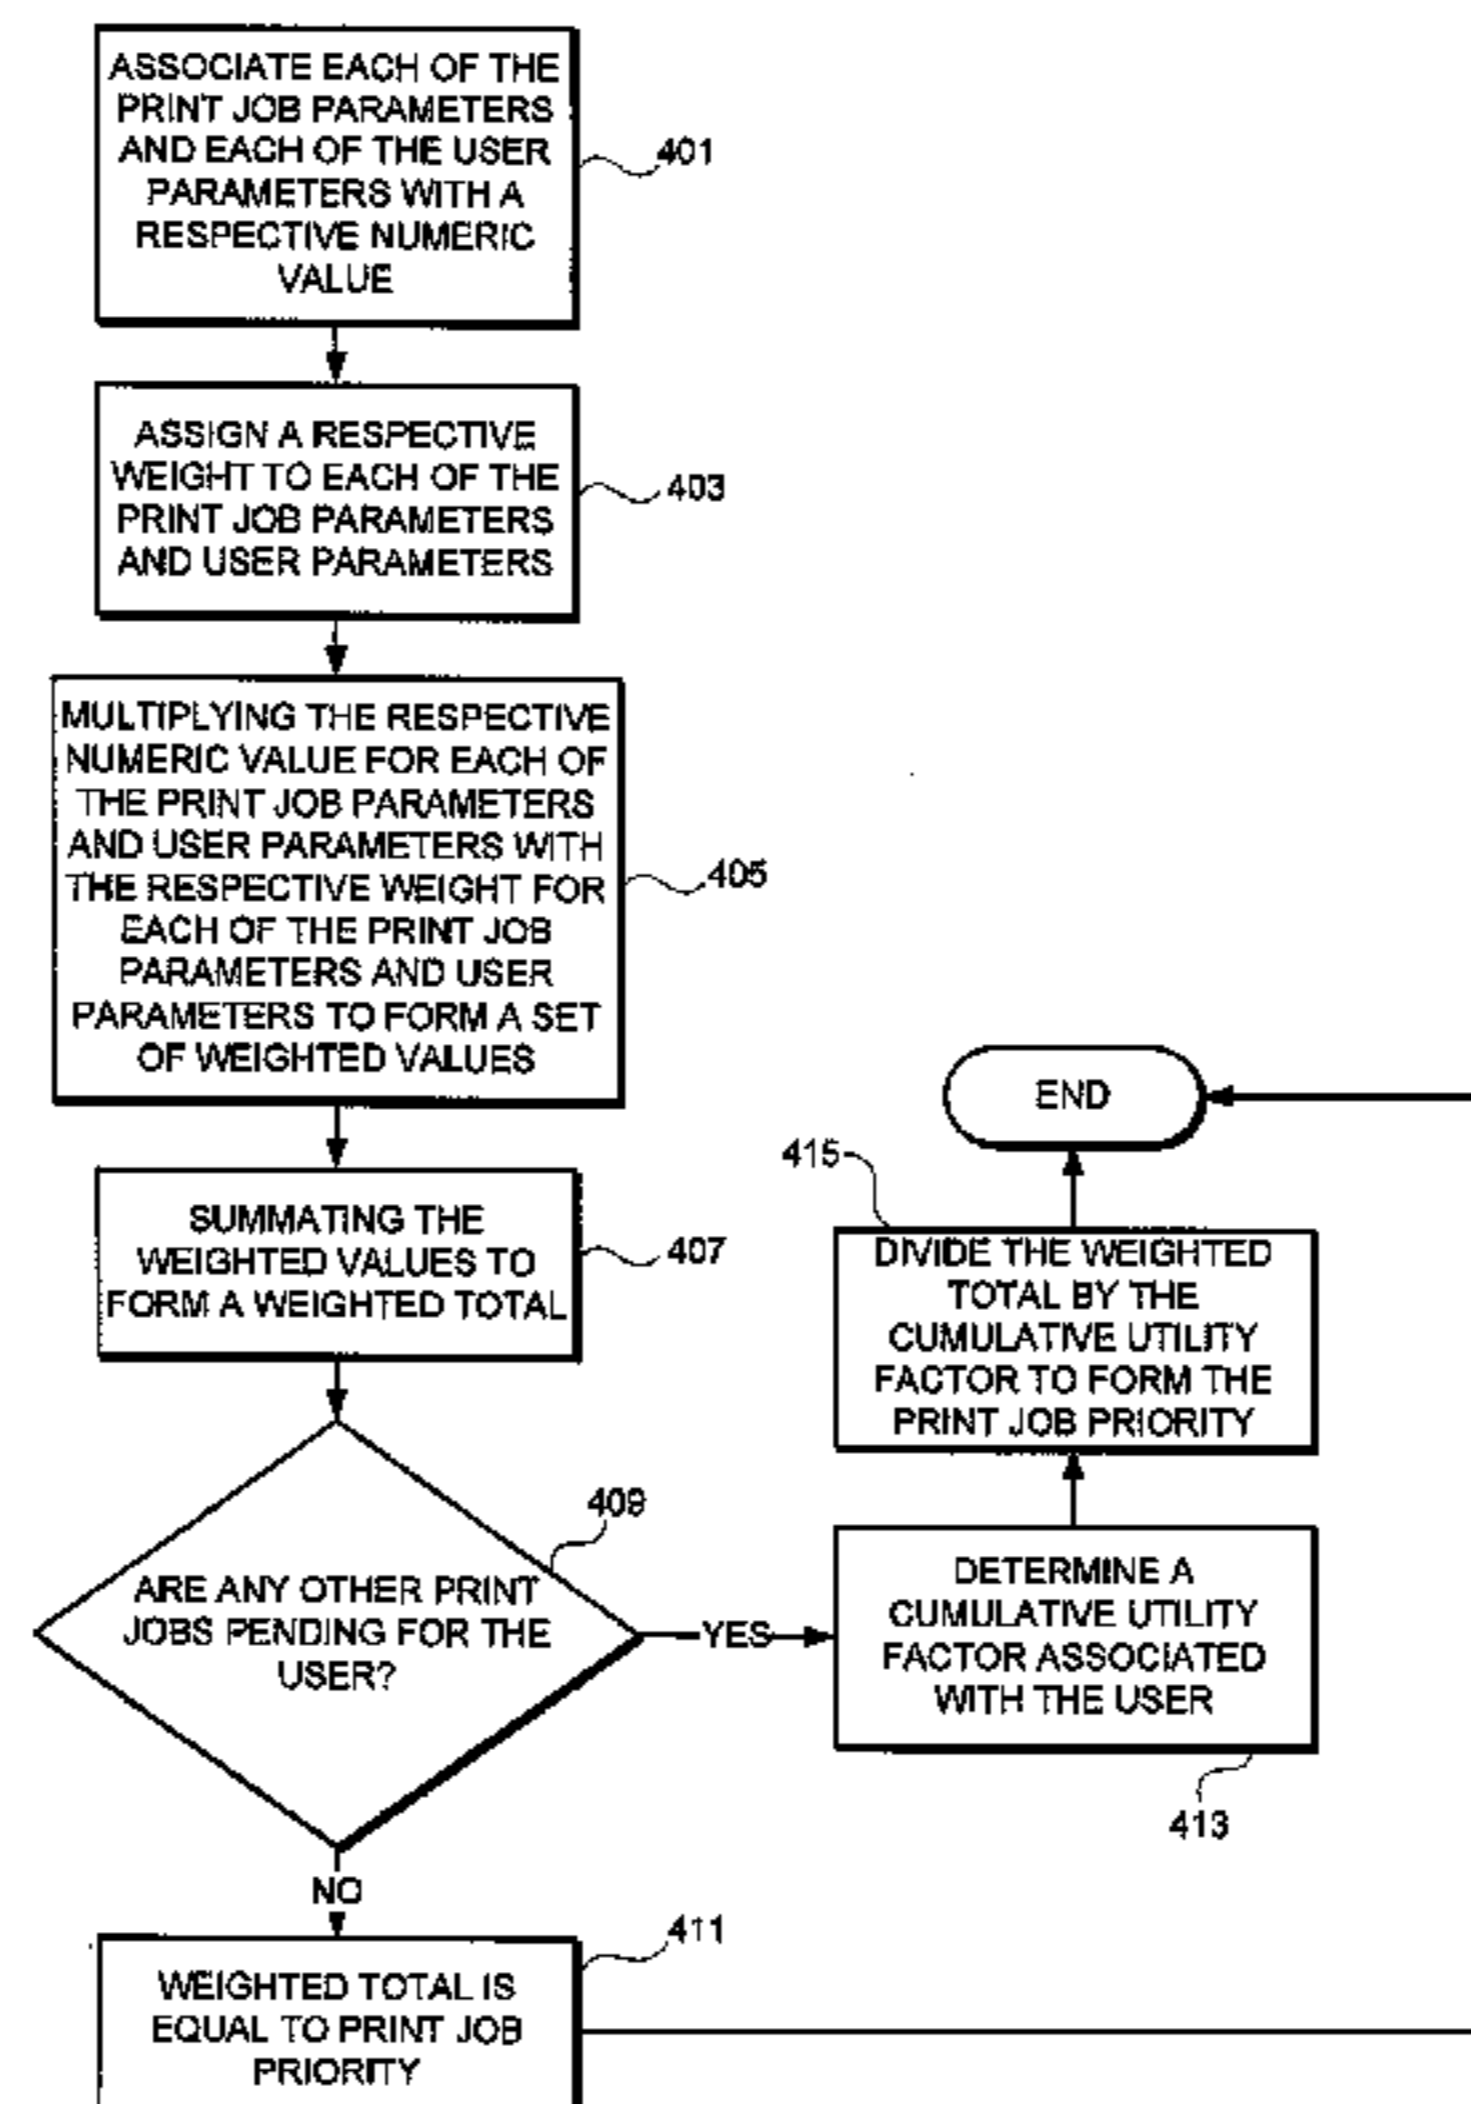 ASSOCIATE EACH OF THE
PRINT JOB PARAMETERS
AND EACH OF THE USER
PARAMETERS WITH A
RESPECTIVE NUMERIC
VALUE
401
ASSIGN A RESPECTIVE
WEIGHT TO EACH OF THE
PRINT JOB PARAMETERS
AND USER PARAMETERS
403
MULTIPLYING THE RESPECTIVE
NUMERIC VALUE FOR EACH OF
THE PRINT JOB PARAMETERS
AND USER PARAMETERS WITH
THE RESPECTIVE WEIGHT FOR
EACH OF THE PRINT JOB
PARAMETERS AND USER
PARAMETERS TO FORM A SET
OF WEIGHTED VALUES
405
SUMMATING THE
WEIGHTED VALUES TO
FORM A WEIGHTED TOTAL
407
ARE ANY OTHER PRINT
JOBS PENDING FOR THE
USER?
409
YES
NO
WEIGHTED TOTAL IS
EQUAL TO PRINT JOB
PRIORITY
411
DETERMINE A
CUMULATIVE UTILITY
FACTOR ASSOCIATED
WITH THE USER
413
DIVIDE THE WEIGHTED
TOTAL BY THE
CUMULATIVE UTILITY
FACTOR TO FORM THE
PRINT JOB PRIORITY
415
END